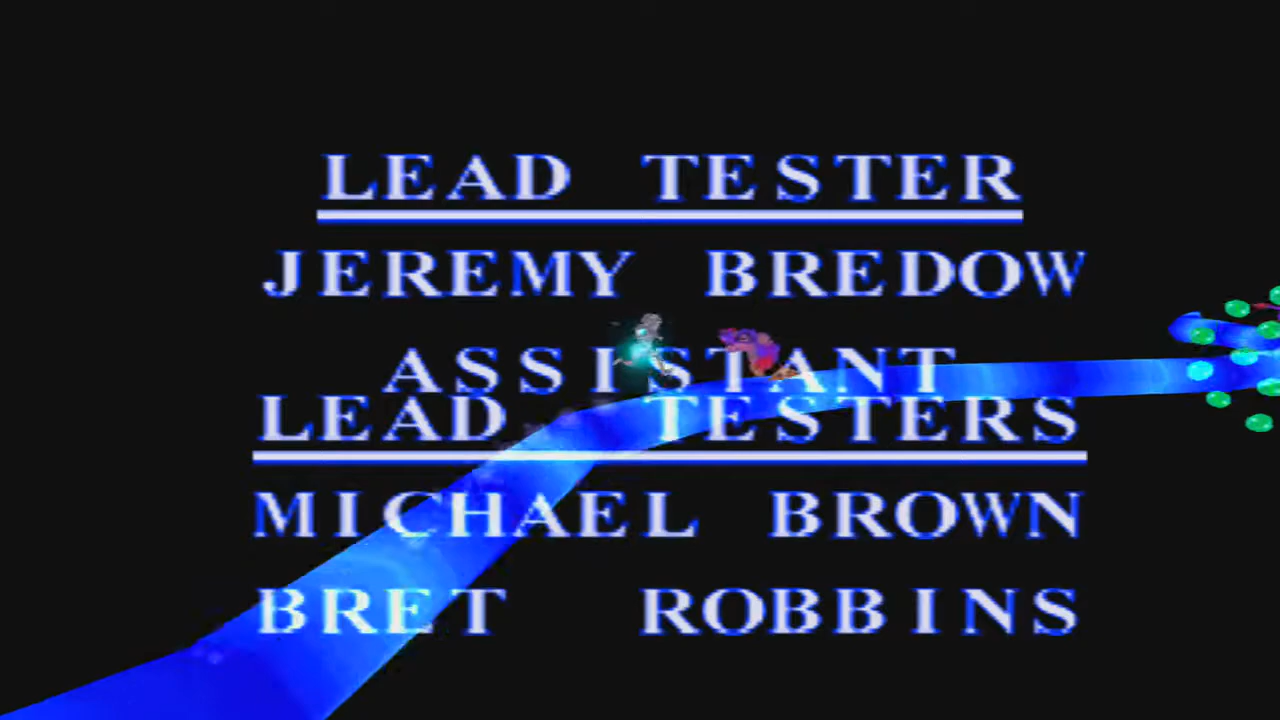 LEAD TESTER
JEREMY BREDOW
ASSISTANT
LEAD TESTERS
MICHAEL BROWN
BRET ROBBINS